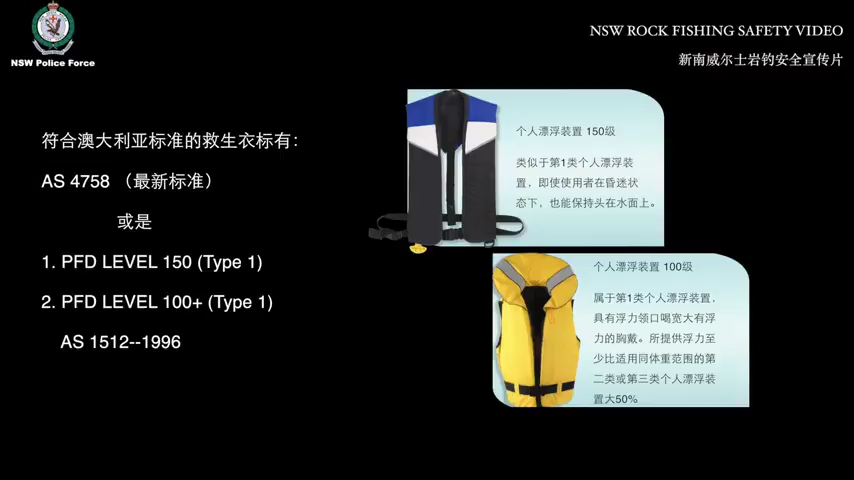 NSW Police Force
NSW ROCK FISHING SAFETY VIDEO
新南威尔士岩钓安全宣传片
符合澳大利亚标准的救生衣标有：
AS 4758 （最新标准）
或是
1. PFD LEVEL 150 (Type 1)
2. PFD LEVEL 100+ (Type 1)
AS 1512--1996
个人漂浮装置 150级
类似于第1类个人漂浮装
置，即使使用者在昏迷状
态下，也能保持头在水面上。
个人漂浮装置 100级
属于第1类个人漂浮装置，
具有浮力领口喝宽大有浮
力的胸戴。所提供浮力至
少比适用同体重范围的第
二类或第三类个人漂浮装
置大50%